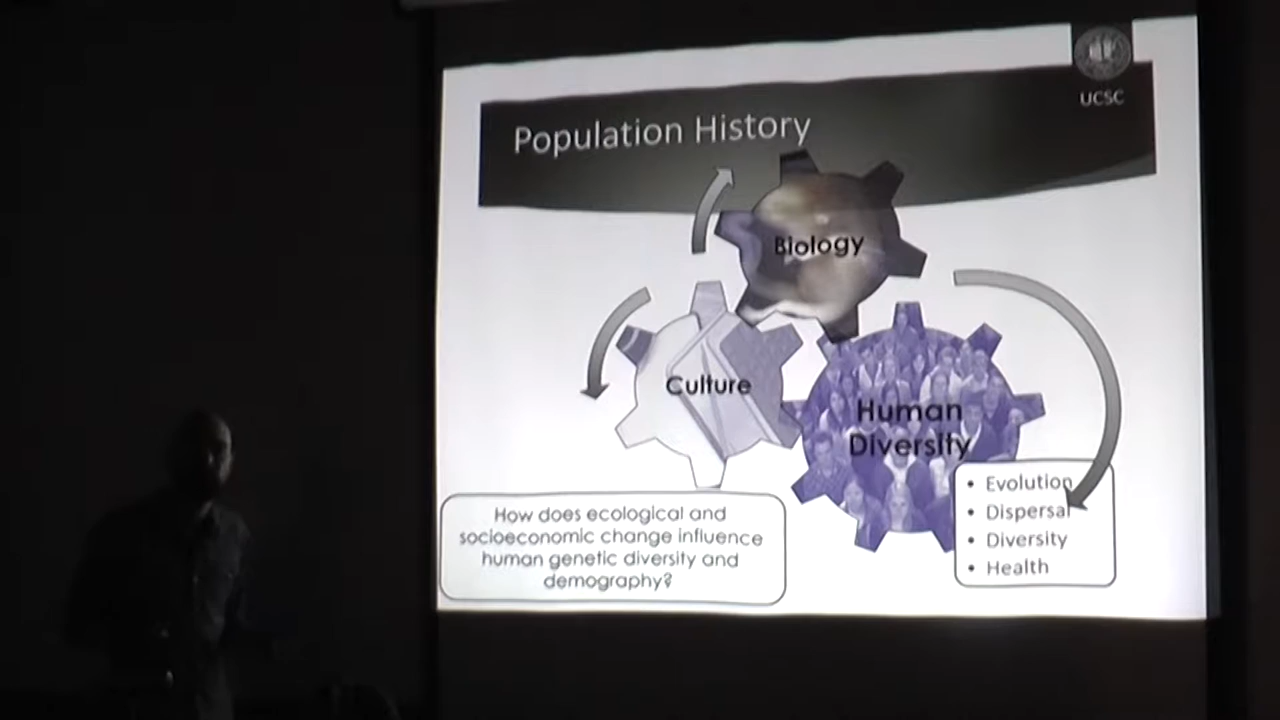 UCSC
Population History
Biology
Culture
Human
Diversity
How does ecological and
socioeconomic change influence
human genetic diversity and
demography?
• Evolution
• Dispersal
• Diversity
• Health